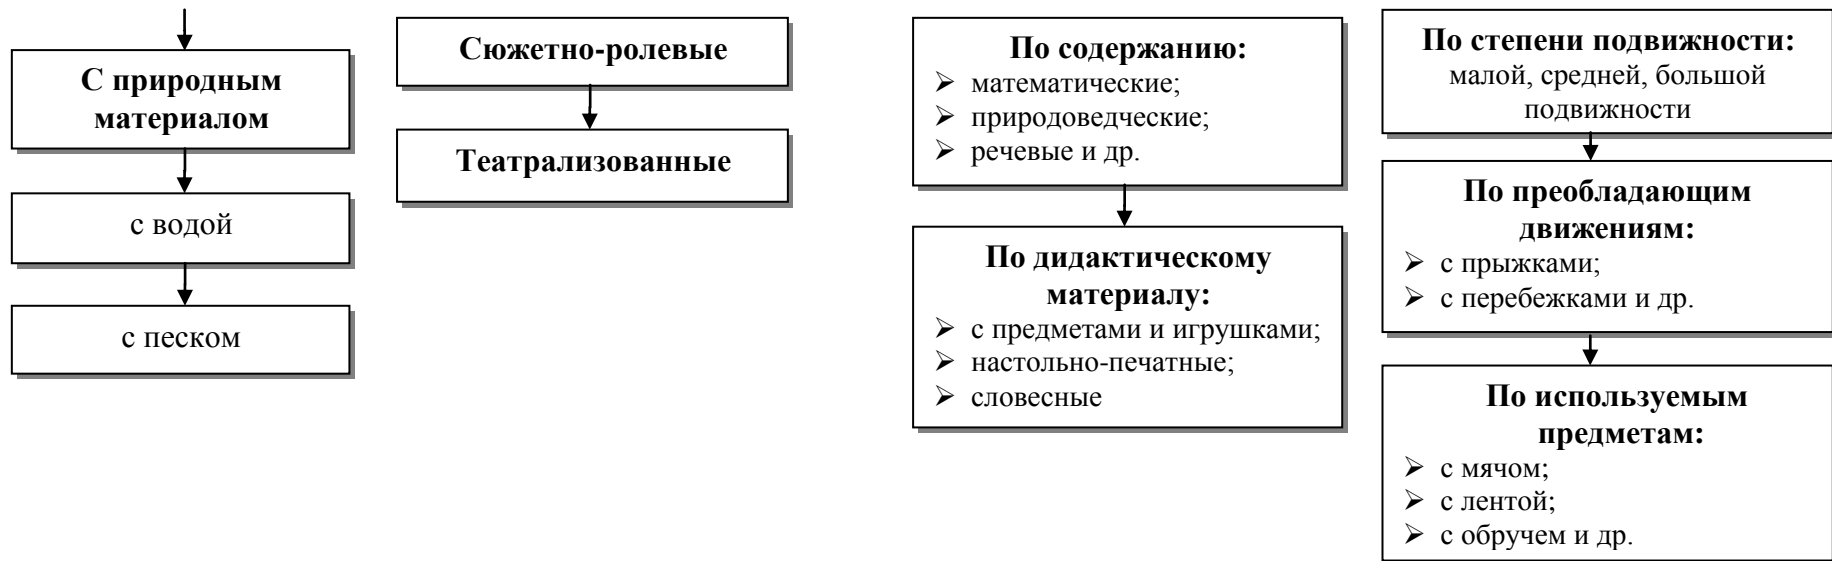 С природным
материалом
с водой
с песком
Сюжетно-ролевые
Театрализованные
По содержанию:
➢ математические;
➢ природоведческие;
➢ речевые и др.
По дидактическому
материалу:
➢ с предметами и игрушками;
➢ настольно-печатные;
➢ словесные
По степени подвижности:
малой, средней, большой
подвижности
По преобладающим
движениям:
➢ с прыжками;
➢ с перебежками и др.
По используемым
предметам:
➢ с мячом;
➢ с лентой;
➢ с обручем и др.